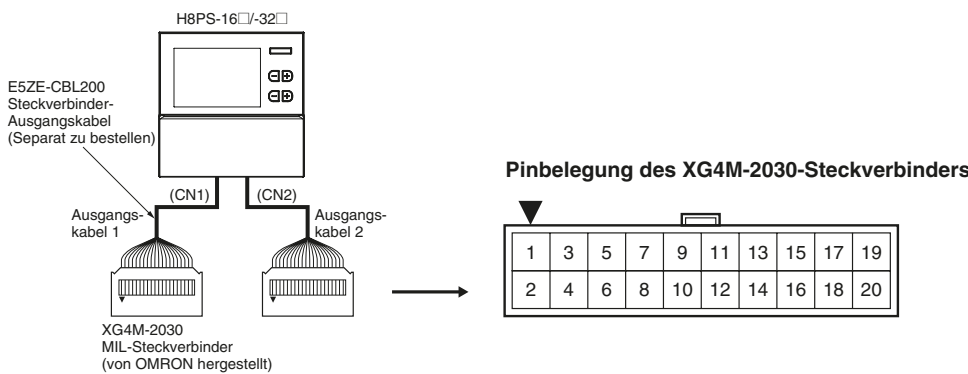 H8PS-16□/-32□
E5ZE-CBL200
Steckverbinder-
Ausgangskabel
(Separat zu bestellen)
(CN1)
(CN2)
Ausgangs-
kabel 1
Ausgangs-
kabel 2
XG4M-2030
MIL-Steckverbinder
(von OMRON hergestellt)
Pinbelegung des XG4M-2030-Steckverbinders
1 3 5 7 9 11 13 15 17 19
2 4 6 8 10 12 14 16 18 20